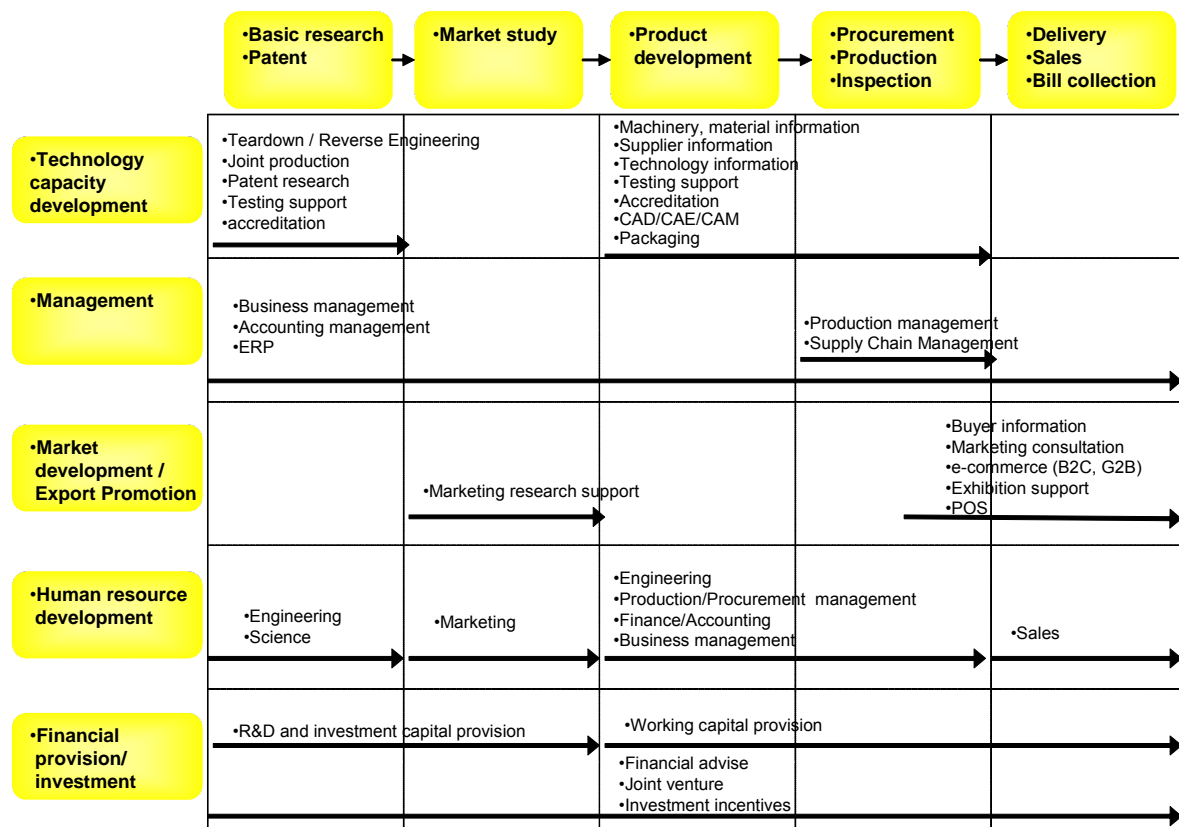 •Basic research
•Patent
•Market study
•Product
development
•Procurement
•Production
•Inspection
•Delivery
•Sales
•Bill collection
•Technology
capacity
development
•Teardown / Reverse Engineering
•Joint production
•Patent research
•Testing support
•accreditation
•Machinery, material information
•Supplier information
•Technology information
•Testing support
•Accreditation
•CAD/CAE/CAM
•Packaging
•Management
•Business management
•Accounting management
•ERP
•Production management
•Supply Chain Management
•Market
development /
Export Promotion
•Marketing research support
•Buyer information
•Marketing consultation
•e-commerce (B2C, G2B)
•Exhibition support
•POS
•Human resource
development
•Engineering
•Science
•Marketing
•Engineering
•Production/Procurement management
•Finance/Accounting
•Business management
•Sales
•Financial
provision/
investment
•R&D and investment capital provision
•Working capital provision
•Financial advise
•Joint venture
•Investment incentives